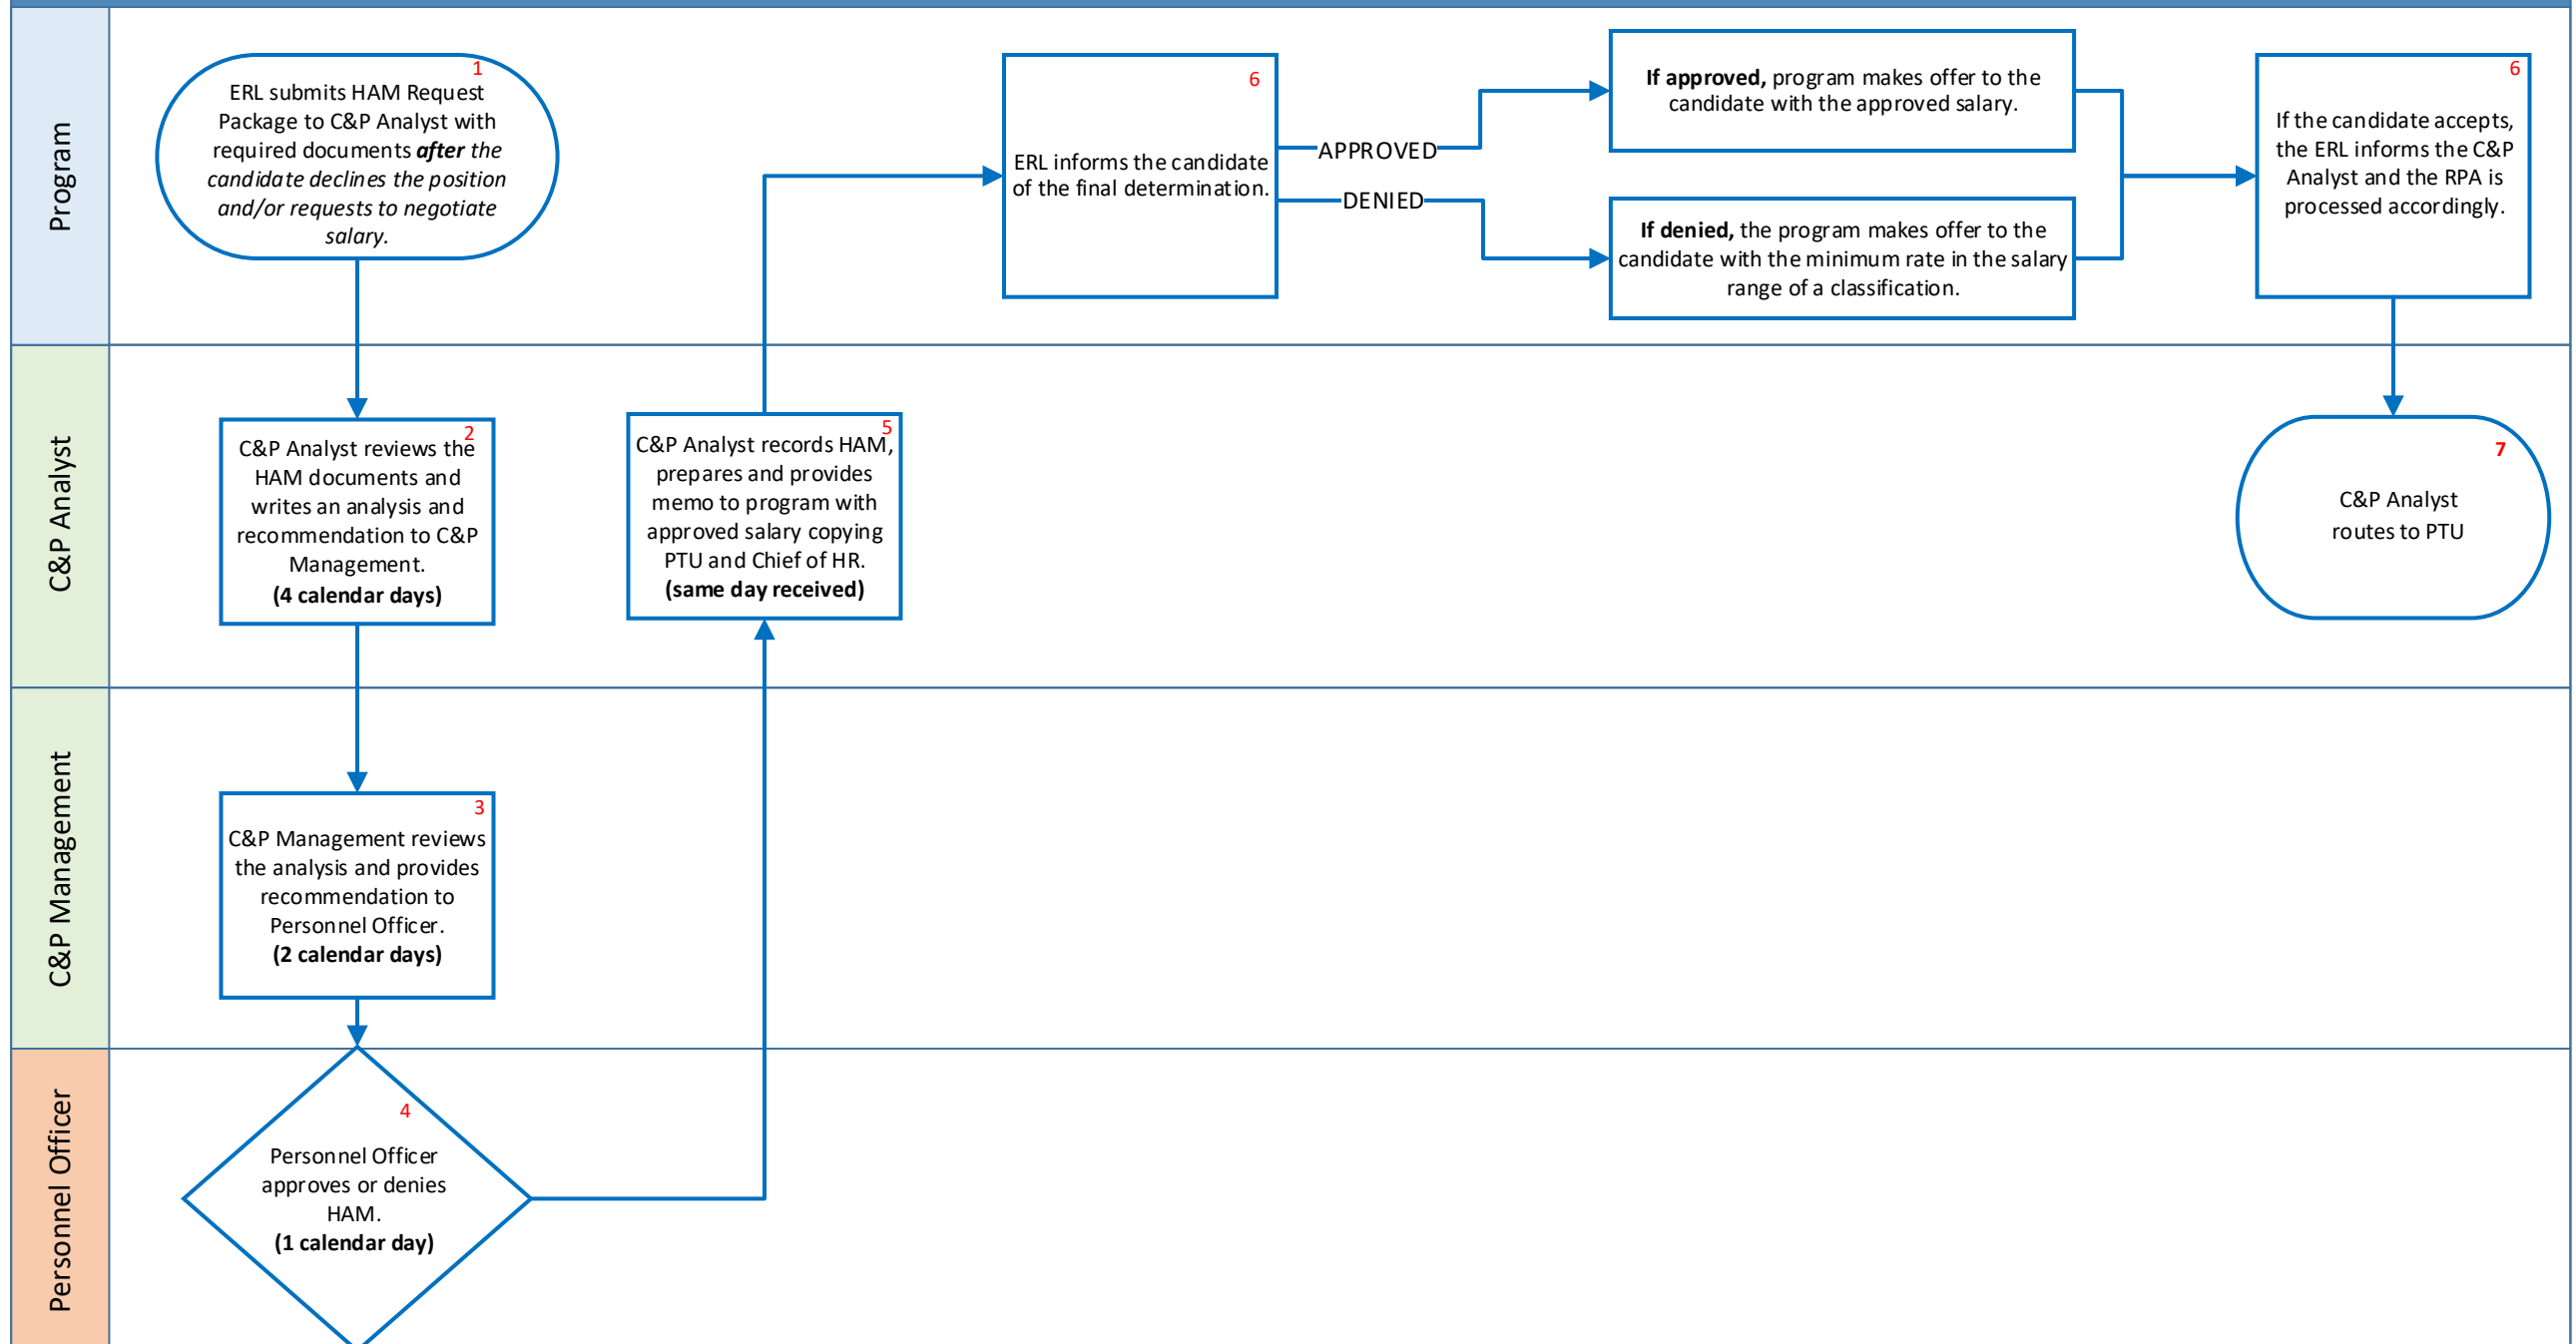 Program
1
ERL submits HAM Request
Package to C&P Analyst with
required documents after the
candidate declines the position
and/or requests to negotiate
salary.
6
ERL informs the candidate
of the final determination.
APPROVED
DENIED
If approved, program makes offer to the
candidate with the approved salary.
If denied, the program makes offer to the
candidate with the minimum rate in the salary
range of a classification.
6
If the candidate accepts,
the ERL informs the C&P
Analyst and the RPA is
processed accordingly.
C&P Analyst
2
C&P Analyst reviews the
HAM documents and
writes an analysis and
recommendation to C&P
Management.
(4 calendar days)
5
C&P Analyst records HAM,
prepares and provides
memo to program with
approved salary copying
PTU and Chief of HR.
(same day received)
7
C&P Analyst
routes to PTU
C&P Management
3
C&P Management reviews
the analysis and provides
recommendation to
Personnel Officer.
(2 calendar days)
Personnel Officer
4
Personnel Officer
approves or denies
HAM.
(1 calendar day)